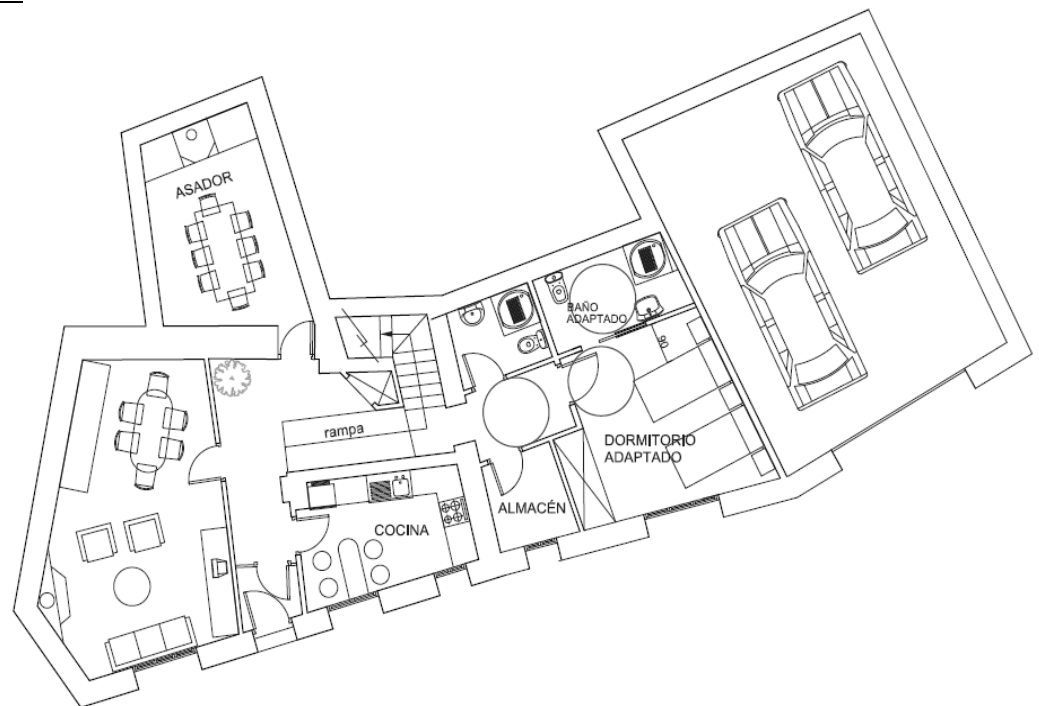 ASADOR
BAÑO
ADAPTADO
rampa
DORMITORIO
ADAPTADO
ALMACÉN
COCINA